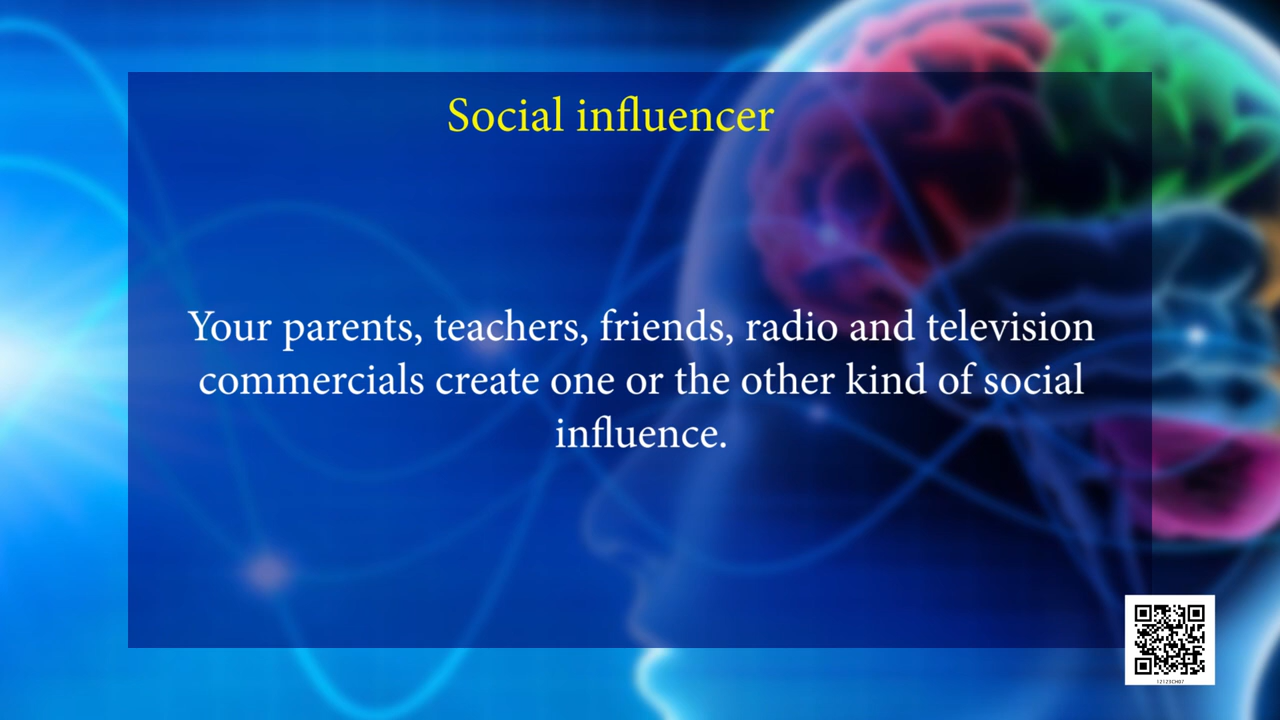 Social influencer
Your parents, teachers, friends, radio and television
commercials create one or the other kind of social
influence.